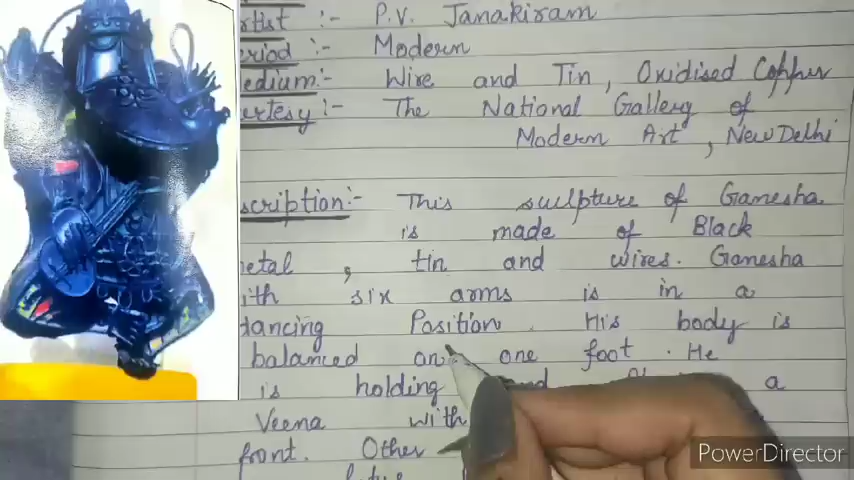 rtist :- P.V. Janakiram
eriod :- Modern
edium:- Wire and Tin, Oxidised Copper
ertesy :- The National Gallery of
Modern Art, New Delhi
scription:- This sculpture of Ganesha
is made of Black
etal, tin and wires. Ganesha
ith six arms is in a
dancing Position. His body is
balanced on one foot. He
is holding a
Veena with
front. Other
PowerDirector